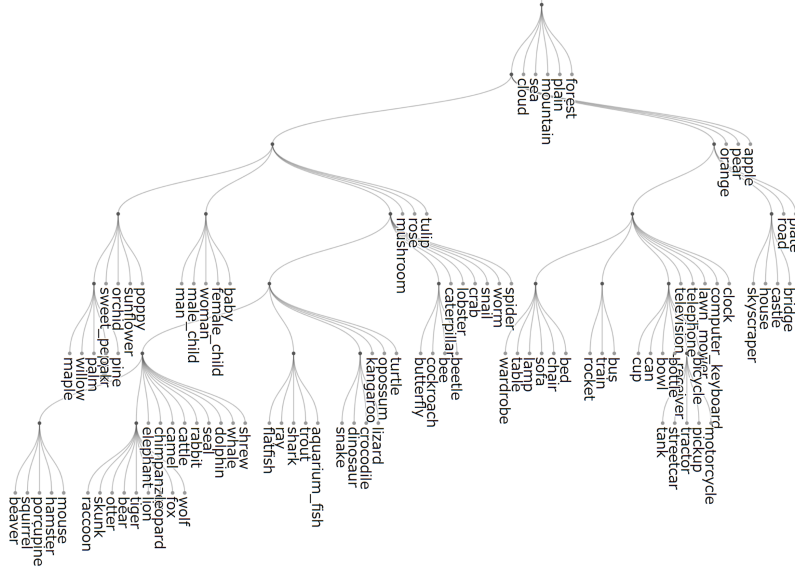 cloud
sea
mountain
plain
forest
orange
pear
apple
mushroom
rose
tulip
road
plate
sweet_pepper
orchid
sunflower
poppy
man
male_child
woman
female_child
baby
butterfly
cockroach
bee
beetle
caterpillar
lobster
crab
snail
worm
spider
television_receiver
telephone
lawn_mower
computer_keyboard
clock
skyscraper
house
castle
bridge
maple
willow
palm
oak
pine
kangaroo
opossum
turtle
wardrobe
table
lamp
sofa
chair
bed
rocket
train
bus
cup
can
bowl
bottle
bicycle
elephant
chimpanzee
camel
cattle
rabbit
seal
dolphin
whale
shrew
flatfish
ray
shark
trout
aquarium_fish
snake
dinosaur
crocodile
lizard
tank
streetcar
tractor
pickup
motorcycle
beaver
squirrel
porcupine
hamster
mouse
raccoon
skunk
otter
bear
tiger
lion
leopard
fox
wolf